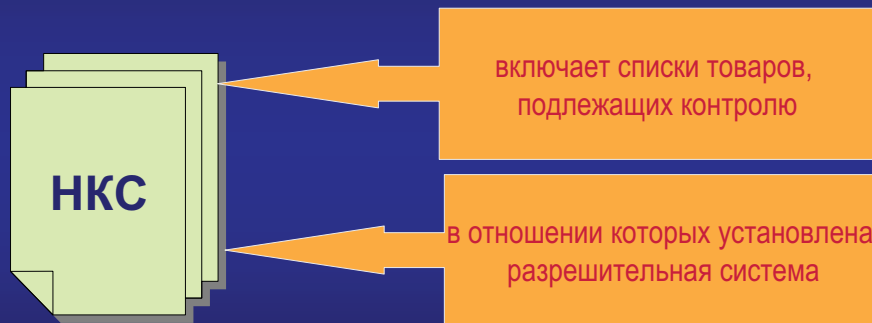 НКС
включает списки товаров,
подлежащих контролю
в отношении которых установлена
разрешительная система